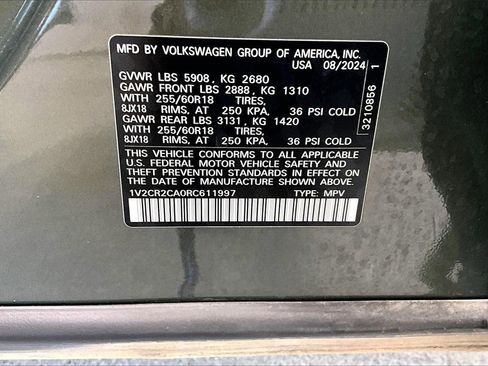 MFD BY VOLKSWAGEN GROUP OF AMERICA, INC.
USA 08/2024
GVWR LBS 5908, KG 2680
GAWR FRONT LBS 2888, KG 1310
WITH 255/60R18 TIRES,
8JX18 RIMS, AT 250 KPA, 36 PSI COLD
GAWR REAR LBS 3131, KG 1420
WITH 255/60R18 TIRES,
8JX18 RIMS, AT 250 KPA, 36 PSI COLD
THIS VEHICLE CONFORMS TO ALL APPLICABLE
U.S. FEDERAL MOTOR VEHICLE SAFETY AND
THEFT PREVENTION STANDARDS IN EFFECT
ON THE DATE OF MANUFACTURE SHOWN ABOVE.
1V2CR2CA0RC611997 TYPE: MPV
3210856 1